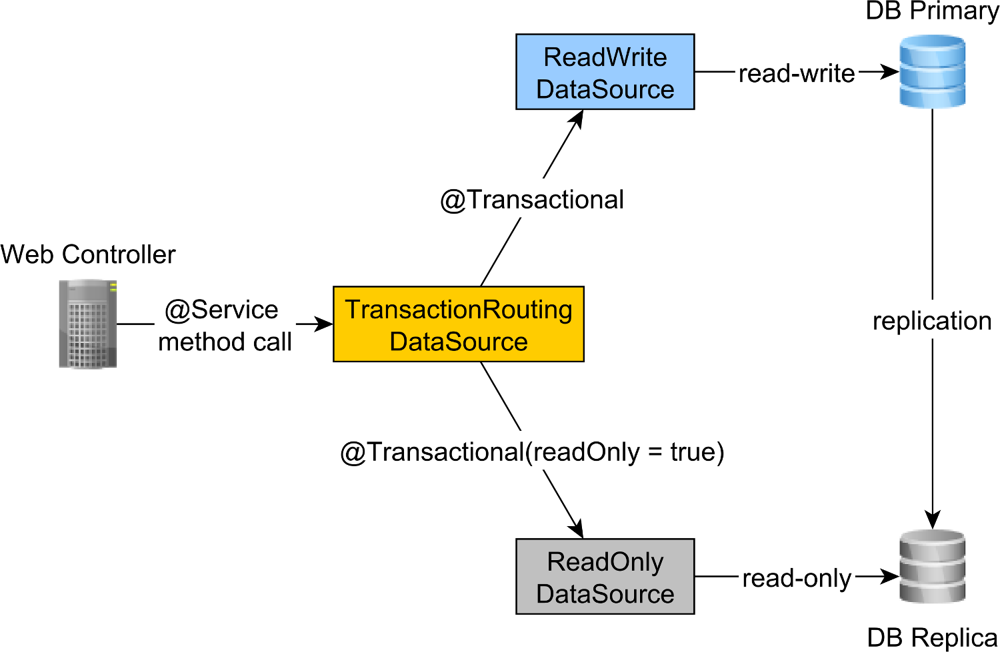 DB Primary
ReadWrite
DataSource
read-write
@Transactional
Web Controller
@Service
method call
TransactionRouting
DataSource
replication
@Transactional(readOnly = true)
ReadOnly
DataSource
read-only
DB Replica